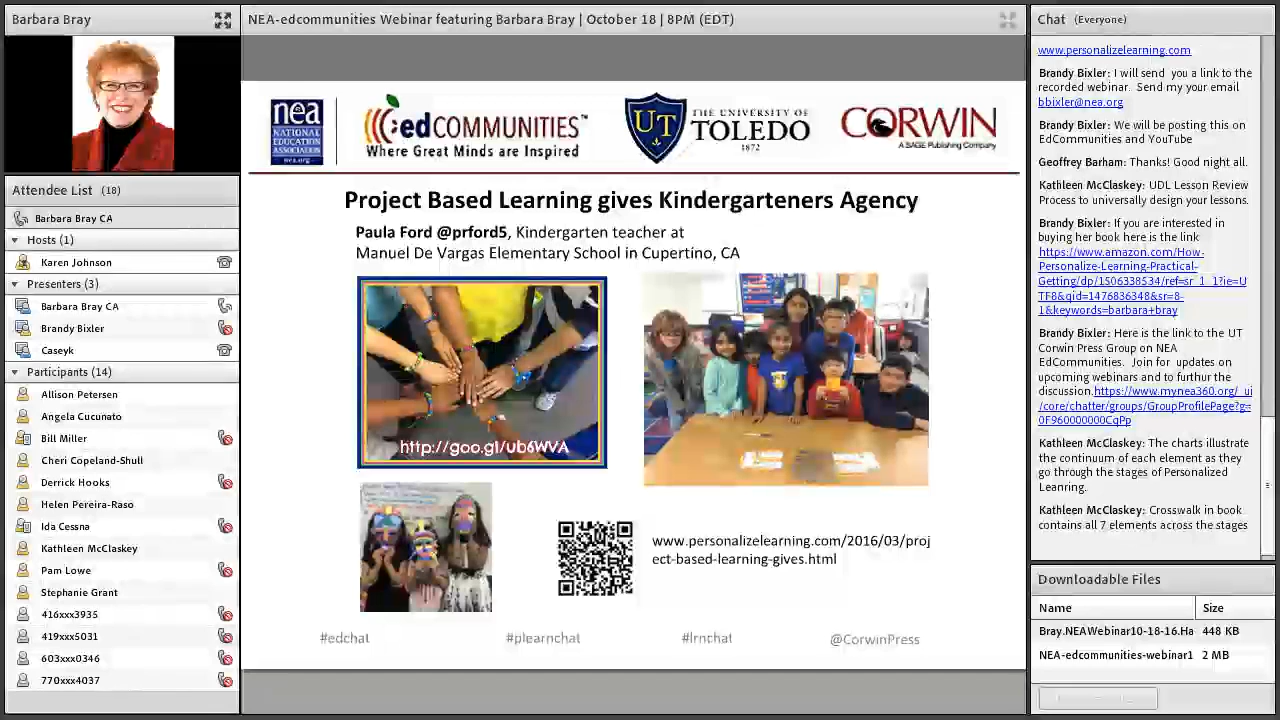 Barbara Bray
Attendee List (18)
Barbara Bray CA
Hosts (1)
Karen Johnson
Presenters (3)
Barbara Bray CA
Brandy Bixler
Caseyk
Participants (14)
Allison Petersen
Angela Cucunato
Bill Miller
Cheri Copeland-Shull
Derrick Hooks
Helen Pereira-Raso
Ida Cessna
Kathleen McClaskey
Pam Lowe
Stephanie Grant
416xxx3935
419xxx5031
603xxx0346
770xxx4037
NEA-edcommunities Webinar featuring Barbara Bray | October 18 | 8PM (EDT)
nea
NATIONAL
EDUCATION
ASSOCIATION
nea.org
edCOMMUNITIES™
Where Great Minds are Inspired
UT
THE UNIVERSITY OF
TOLEDO
1872
CORWIN
A SAGE Publishing Company
Project Based Learning gives Kindergarteners Agency
Paula Ford @prford5, Kindergarten teacher at
Manuel De Vargas Elementary School in Cupertino, CA
http://goo.gl/ub6WVA
www.personalizelearning.com/2016/03/proj
ect-based-learning-gives.html
#edchat
#plearnchat
#lrnchat
@CorwinPress
Chat (Everyone)
www.personalizelearning.com
Brandy Bixler: I will send you a link to the
recorded webinar. Send my your email
bbixler@nea.org
Brandy Bixler: We will be posting this on
EdCommunities and YouTube
Geoffrey Barham: Thanks! Good night all.
Kathleen McClaskey: UDL Lesson Review
Process to universally design your lessons.
Brandy Bixler: If you are interested in
buying her book here is the link
https://www.amazon.com/How-
Personalize-Learning-Practical-
Getting/dp/1506338534/ref=sr_1_1?ie=U
TF8&qid=1476836348&sr=8-
1&keywords=barbara+bray
Brandy Bixler: Here is the link to the UT
Corwin Press Group on NEA
EdCommunities. Join for updates on
upcoming webinars and to furthur the
discussion.https://www.mynea360.org/_ui
/core/chatter/groups/GroupProfilePage?g=
0F960000000CqPp
Kathleen McClaskey: The charts illustrate
the continuum of each element as they
go through the stages of Personalized
Leanring.
Kathleen McClaskey: Crosswalk in book
contains all 7 elements across the stages
Downloadable Files
Name
Size
Bray.NEAWebinar10-18-16.Ha
448 KB
NEA-edcommunities-webinar1
2 MB